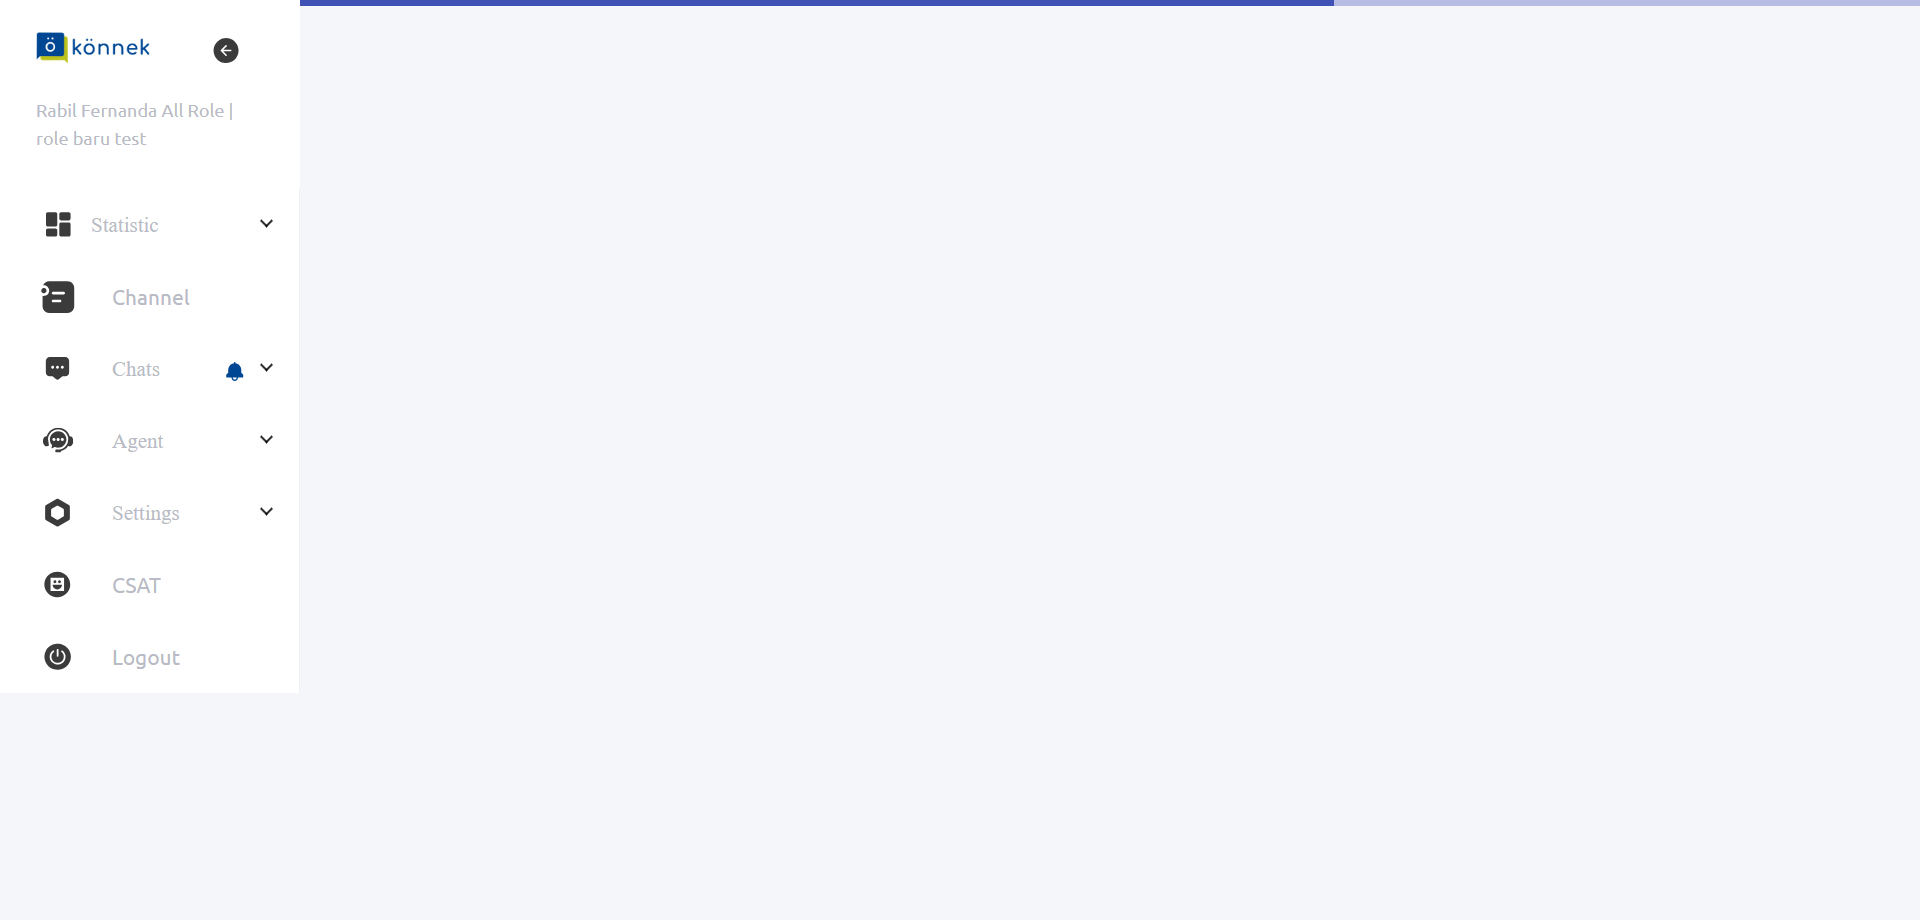 könnek
Rabil Fernanda All Role |
role baru test
Statistic
Channel
Chats
Agent
Settings
CSAT
Logout